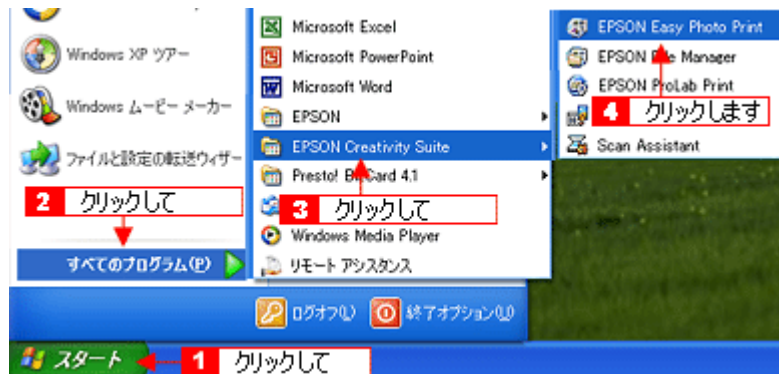 Windows XP ツアー
Windows ムービー メーカー
ファイルと設定の転送ウィザー
2 クリックして
すべてのプログラム(P)
Microsoft Excel
Microsoft PowerPoint
Microsoft Word
EPSON
EPSON Creativity Suite
Presto! Card 4.1
3 クリックして
Windows Media Player
リモート アシスタンス
EPSON Easy Photo Print
EPSON Manager
EPSON ProLab Print
4 クリックします
Scan Assistant
ログオフ(L)
終了オプション(U)
スタート
1 クリックして